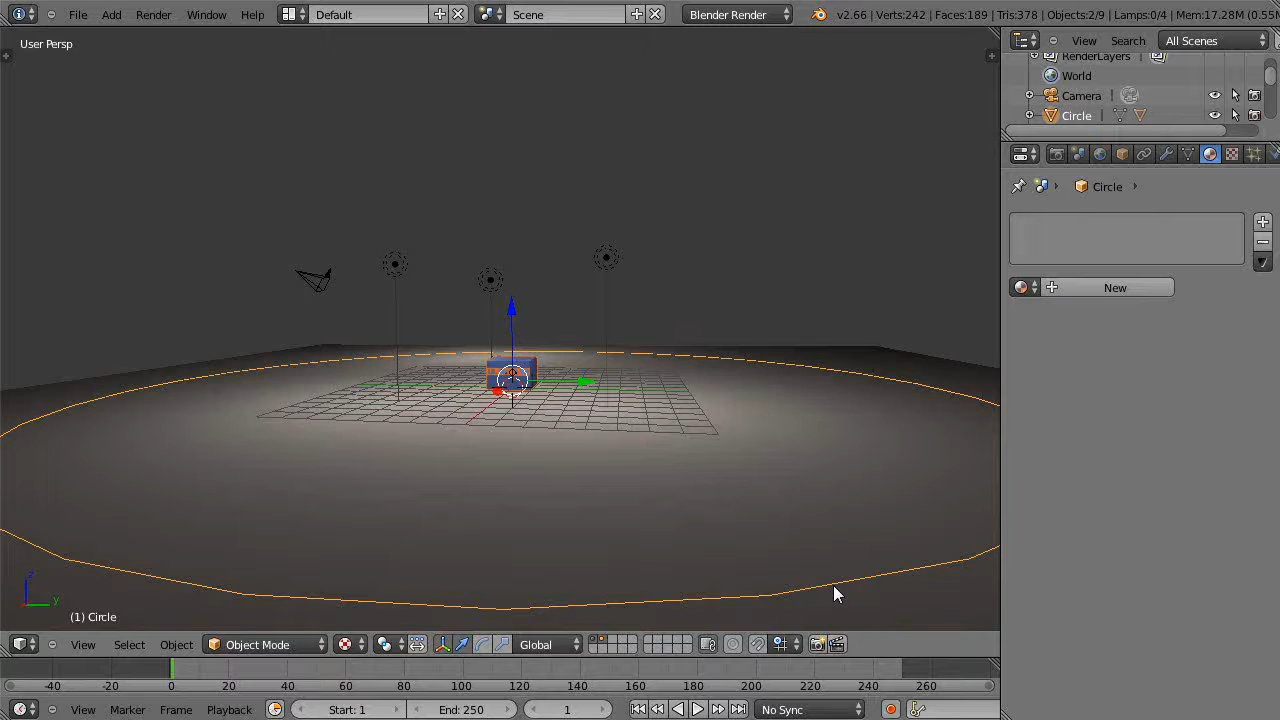 File Add Render Window Help Default Scene Blender Render v2.66 | Verts:242 | Faces:189 | Tris:378 | Objects:2/9 | Lamps:0/4 | Mem:17.28M (0.55M
User Persp
View Search All Scenes
RenderLayers
World
Camera
Circle
Circle
New
(1) Circle
View Select Object Object Mode Global
-40 -20 0 20 40 60 80 100 120 140 160 180 200 220 240 260
View Marker Frame Playback Start: 1 End: 250 1 No Sync
z
y